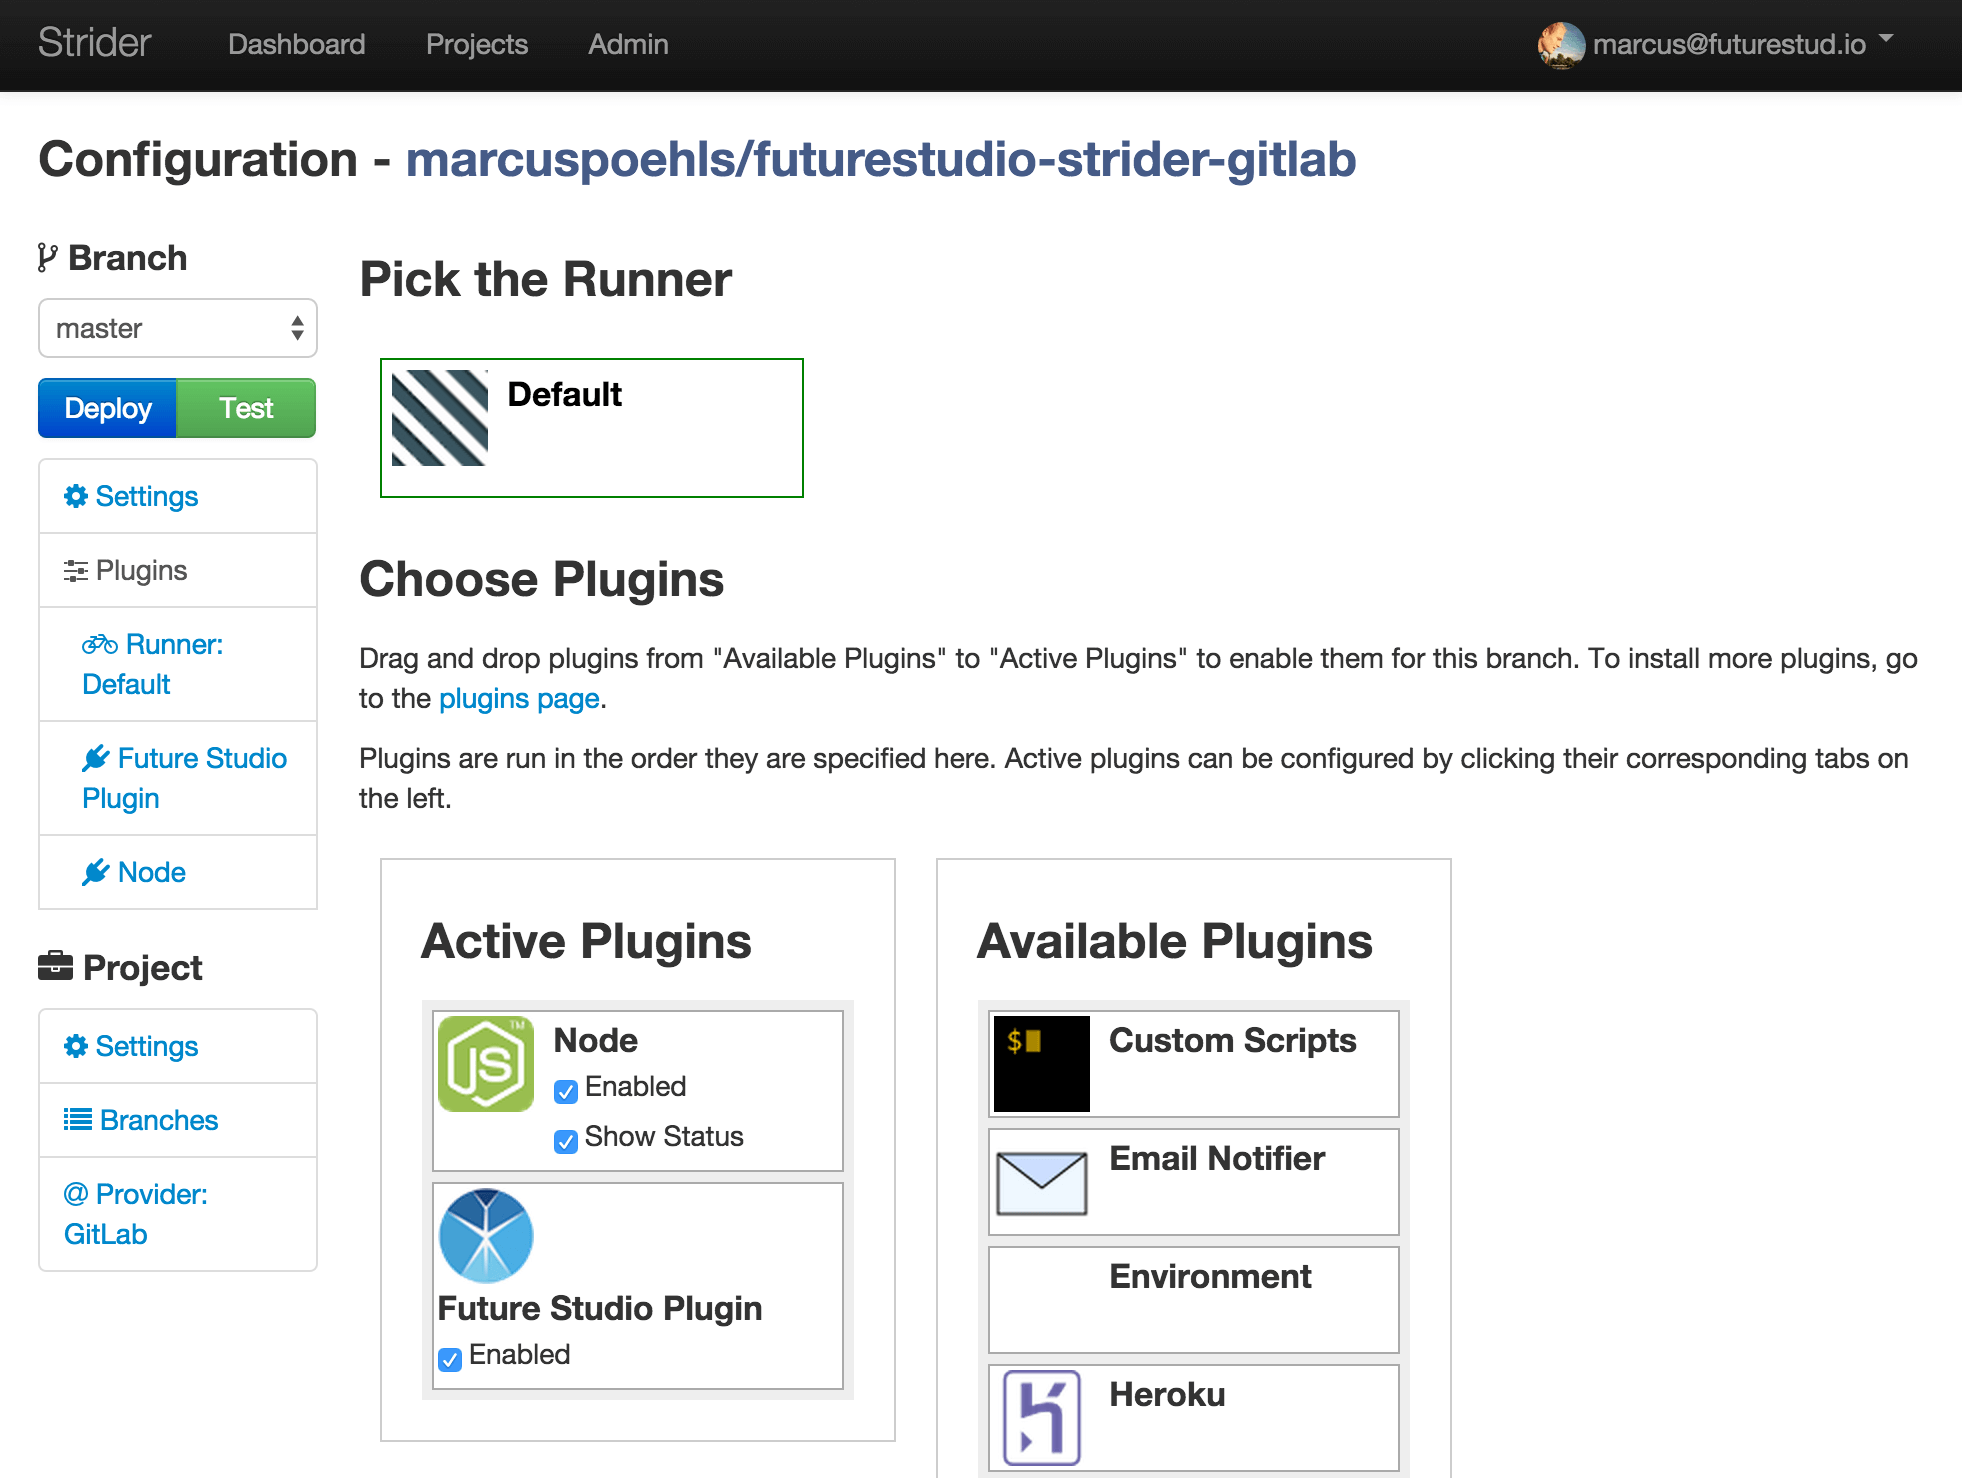 Strider
Dashboard
Projects
Admin
marcus@futurestud.io
Configuration - marcuspoehls/futurestudio-strider-gitlab
Branch
master
Deploy
Test
Settings
Plugins
Runner:
Default
Future Studio
Plugin
Node
Project
Settings
Branches
@ Provider:
GitLab
Pick the Runner
Default
Choose Plugins
Drag and drop plugins from "Available Plugins" to "Active Plugins" to enable them for this branch. To install more plugins, go
to the plugins page.
Plugins are run in the order they are specified here. Active plugins can be configured by clicking their corresponding tabs on
the left.
Active Plugins
JS
TM
Node
Enabled
Show Status
Future Studio Plugin
Enabled
Available Plugins
$
Custom Scripts
Email Notifier
Environment
Heroku